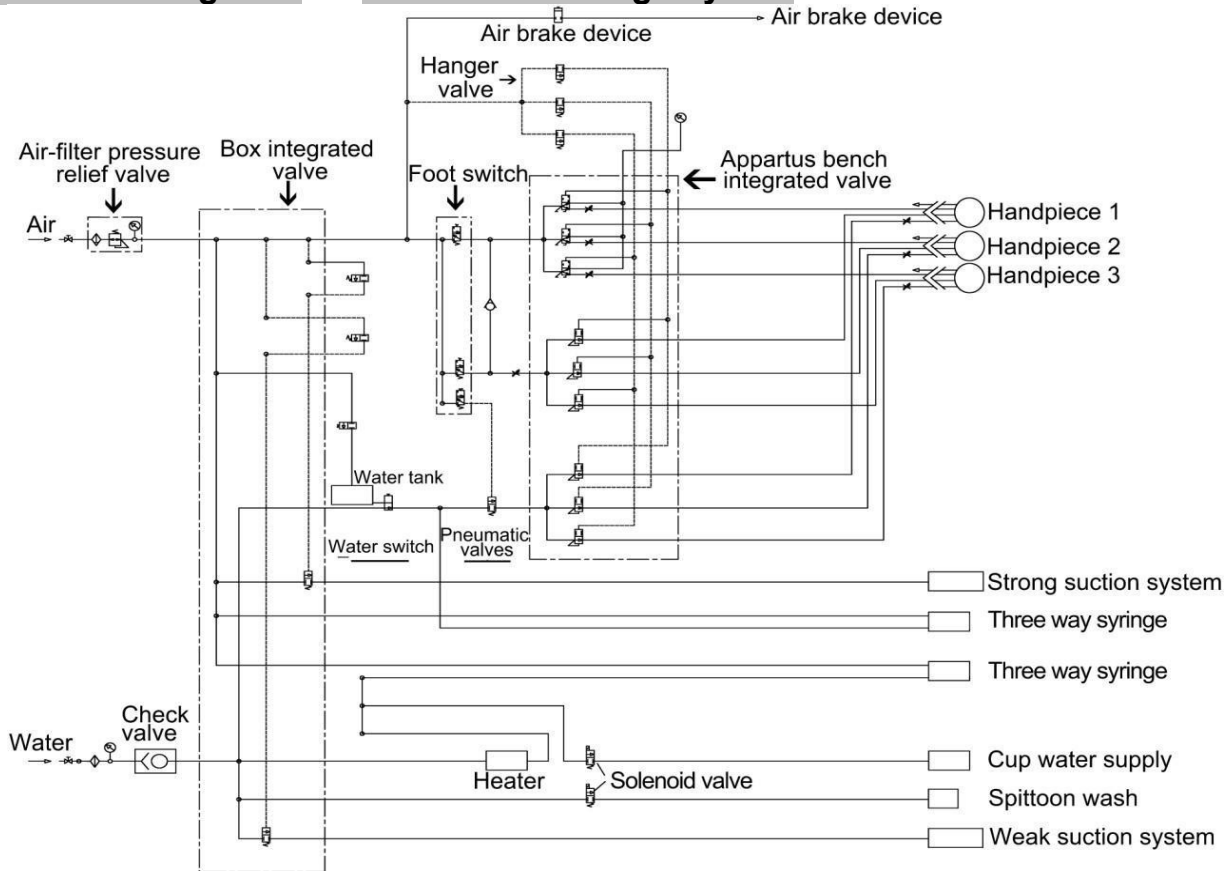 Air brake device
Air brake device
Hanger
valve
Air-filter pressure
relief valve
Box integrated
valve
Foot switch
Appartus bench
integrated valve
Air
Handpiece 1
Handpiece 2
Handpiece 3
Water tank
Water switch
Pneumatic
valves
Strong suction system
Three way syringe
Three way syringe
Check
valve
Water
Heater
Solenoid valve
Cup water supply
Spittoon wash
Weak suction system